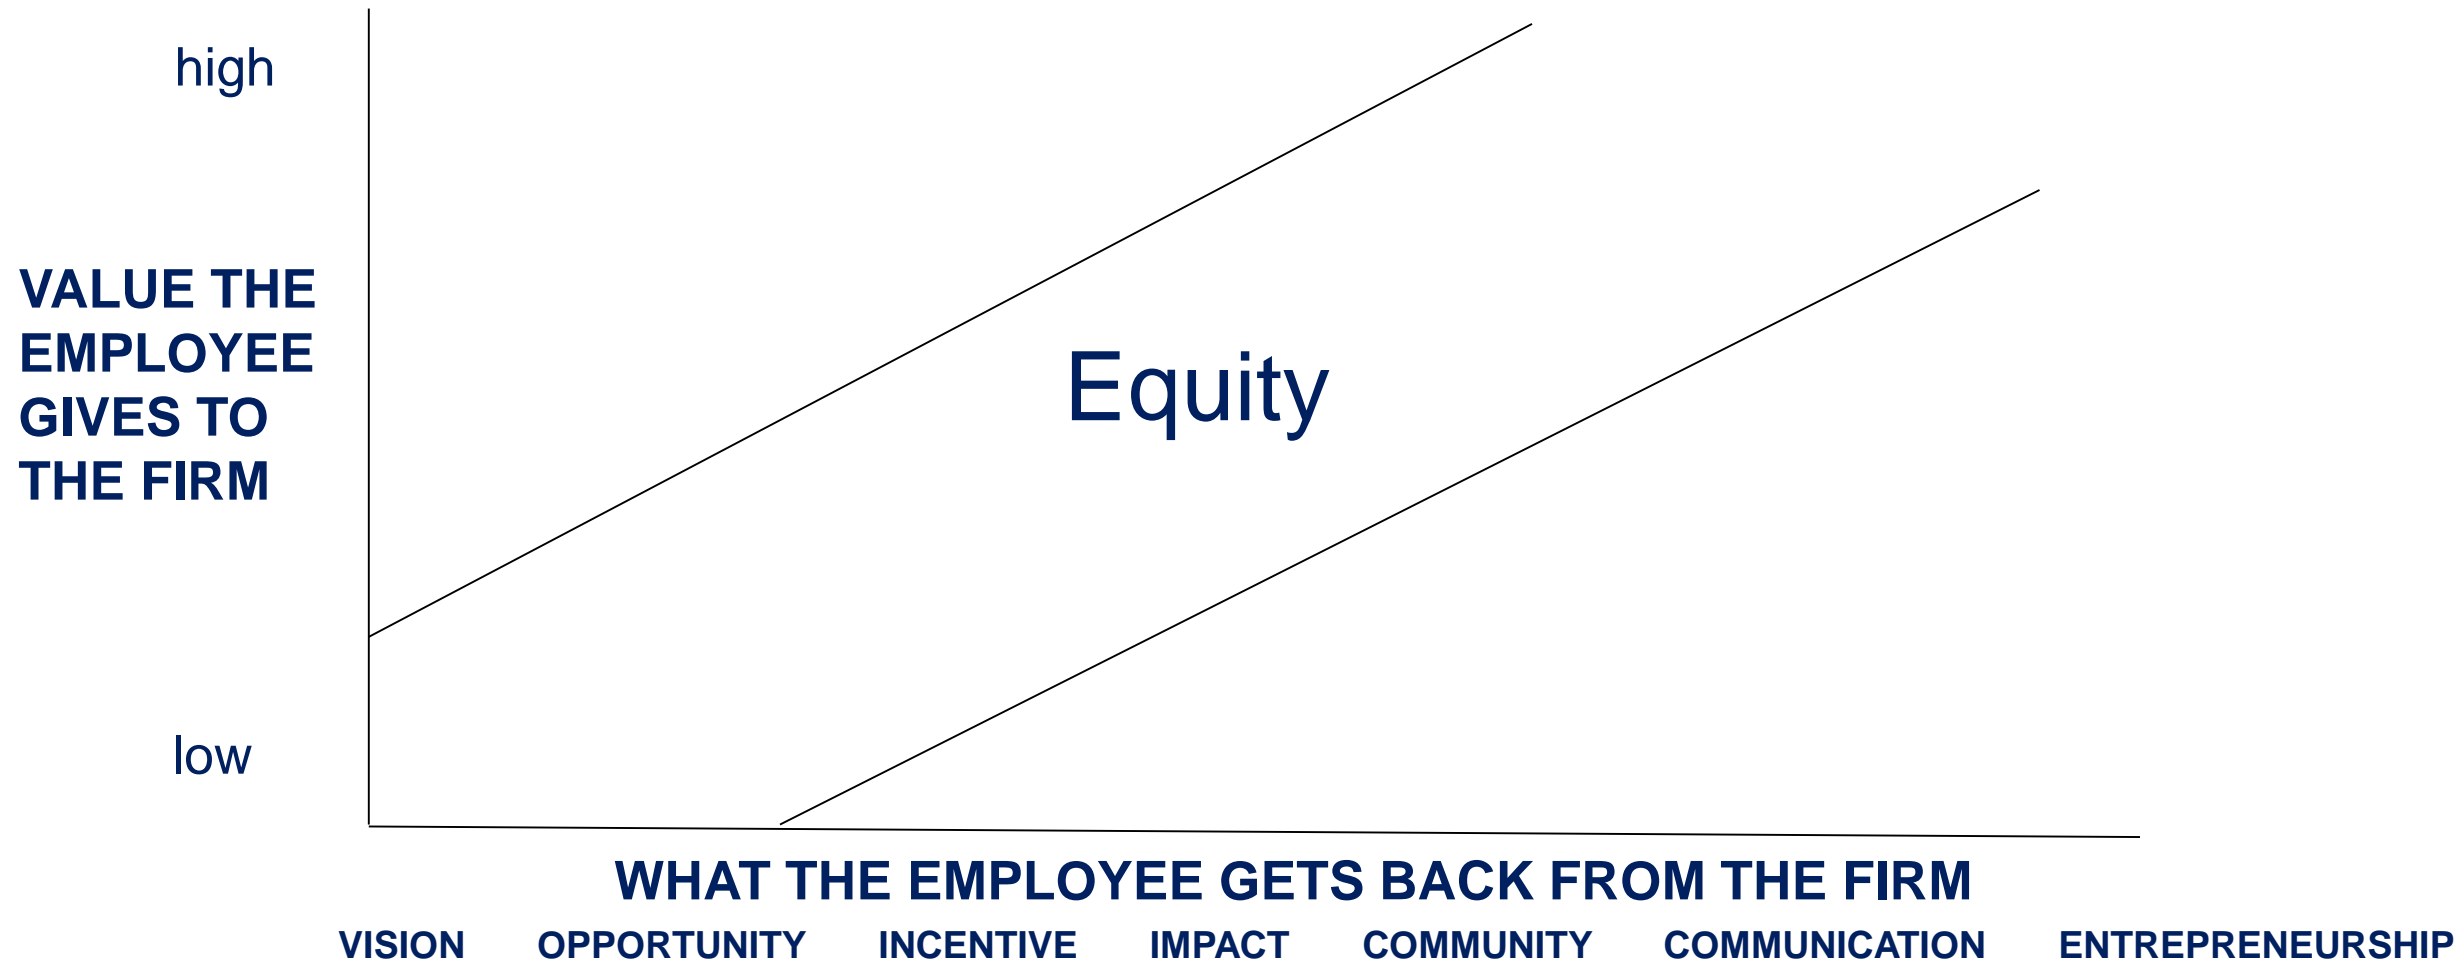 high
VALUE THE
EMPLOYEE
GIVES TO
THE FIRM
Equity
low
WHAT THE EMPLOYEE GETS BACK FROM THE FIRM
VISION OPPORTUNITY INCENTIVE IMPACT COMMUNITY COMMUNICATION ENTREPRENEURSHIP